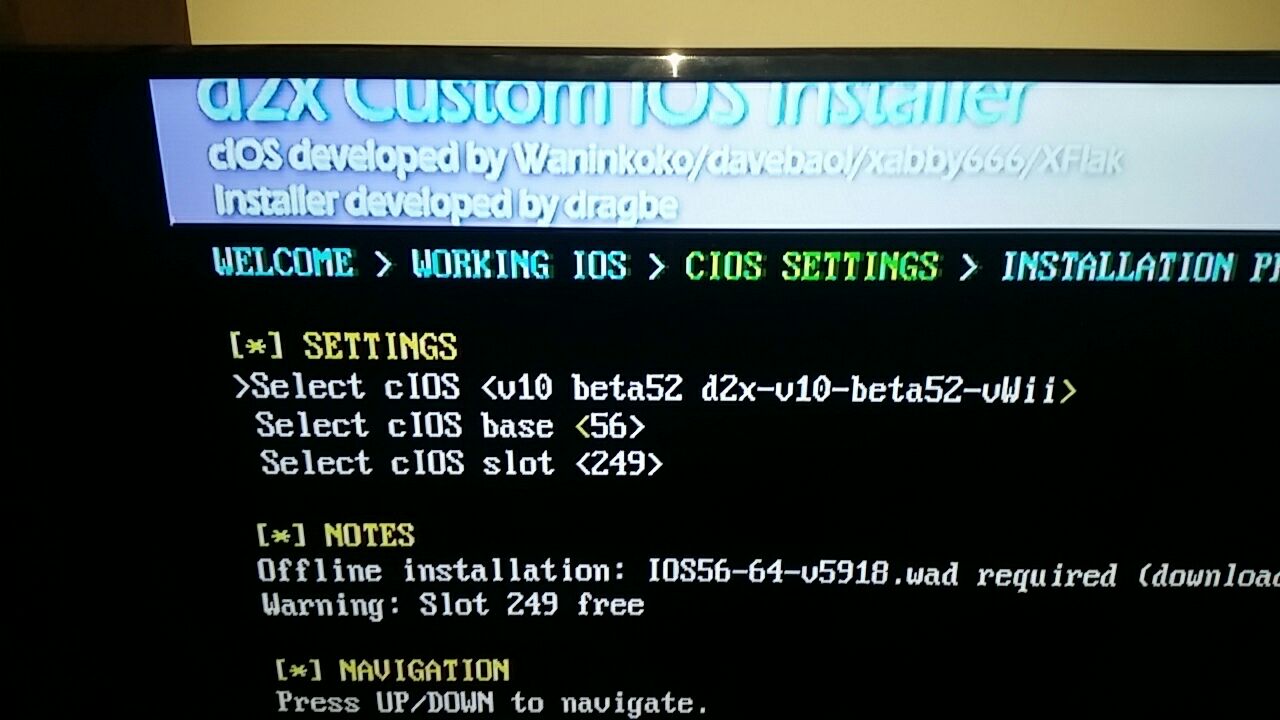 d2x Custom IOS Installer
cIOS developed by Waninkoko/davebaol/xabby666/XFlak
Installer developed by dragbe
WELCOME > WORKING IOS > CIOS SETTINGS > INSTALLATION
[*] SETTINGS
>Select cIOS <v10 beta52 d2x-v10-beta52-vWii>
Select cIOS base <56>
Select cIOS slot <249>
[*] NOTES
Offline installation: IOS56-64-v5918.wad required (downloa
Warning: Slot 249 free
[*] NAVIGATION
Press UP/DOWN to navigate.